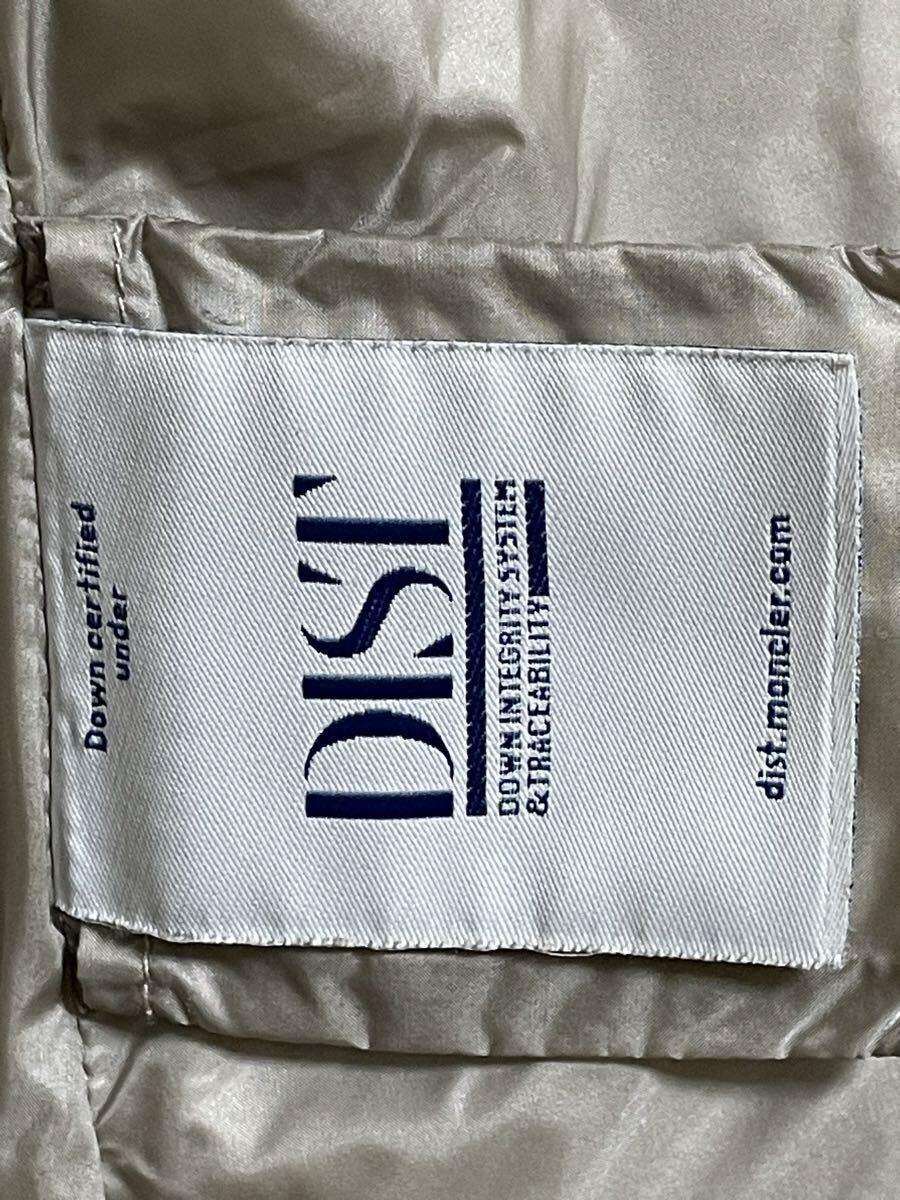 Down certified
under
DIST
DOWN INTEGRITY SYSTEM
&TRACEABILITY
dist.moncler.com